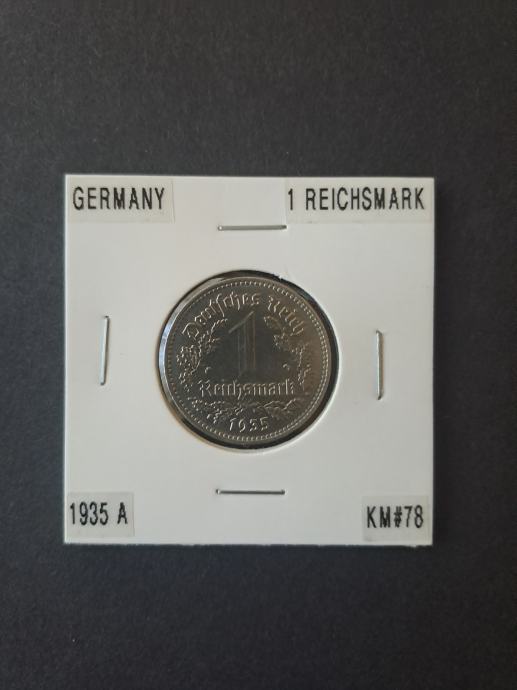 GERMANY
1 REICHSMARK
Deutsches Reich
1
Reichsmark
1935
1935 A
KM#78